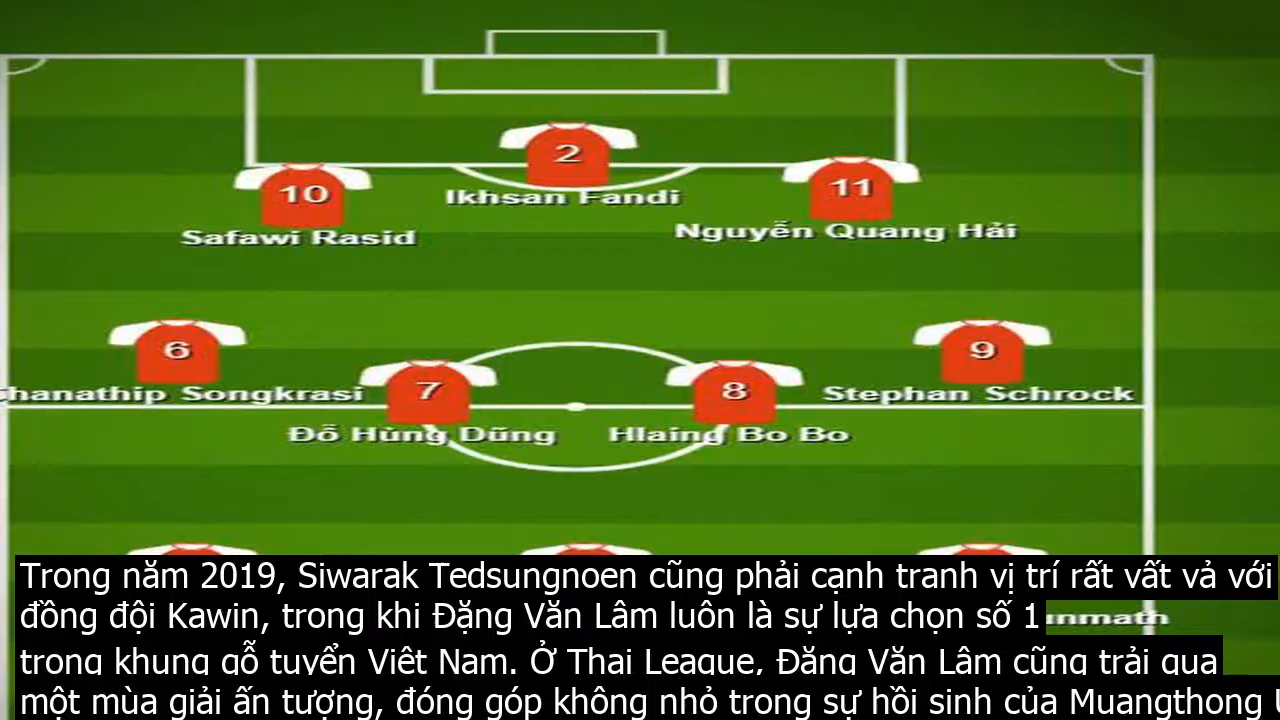 2
10
11
Ikhsan Fandi
Safawi Rasid
Nguyễn Quang Hải
6
9
7
8
Songkrasi
Stephan Schrock
Đỗ Hùng Dũng
Hlaing Bo Bo
Trong năm 2019, Siwarak Tedsungnoen cũng phải cạnh tranh vị trí rất vất vả với
đồng đội Kawin, trong khi Đặng Văn Lâm luôn là sự lựa chọn số 1
trong khung gỗ tuyển Việt Nam. Ở Thai League, Đặng Văn Lâm cũng trải qua
một mùa giải ấn tượng, đóng góp không nhỏ trong sự hồi sinh của Muangthong